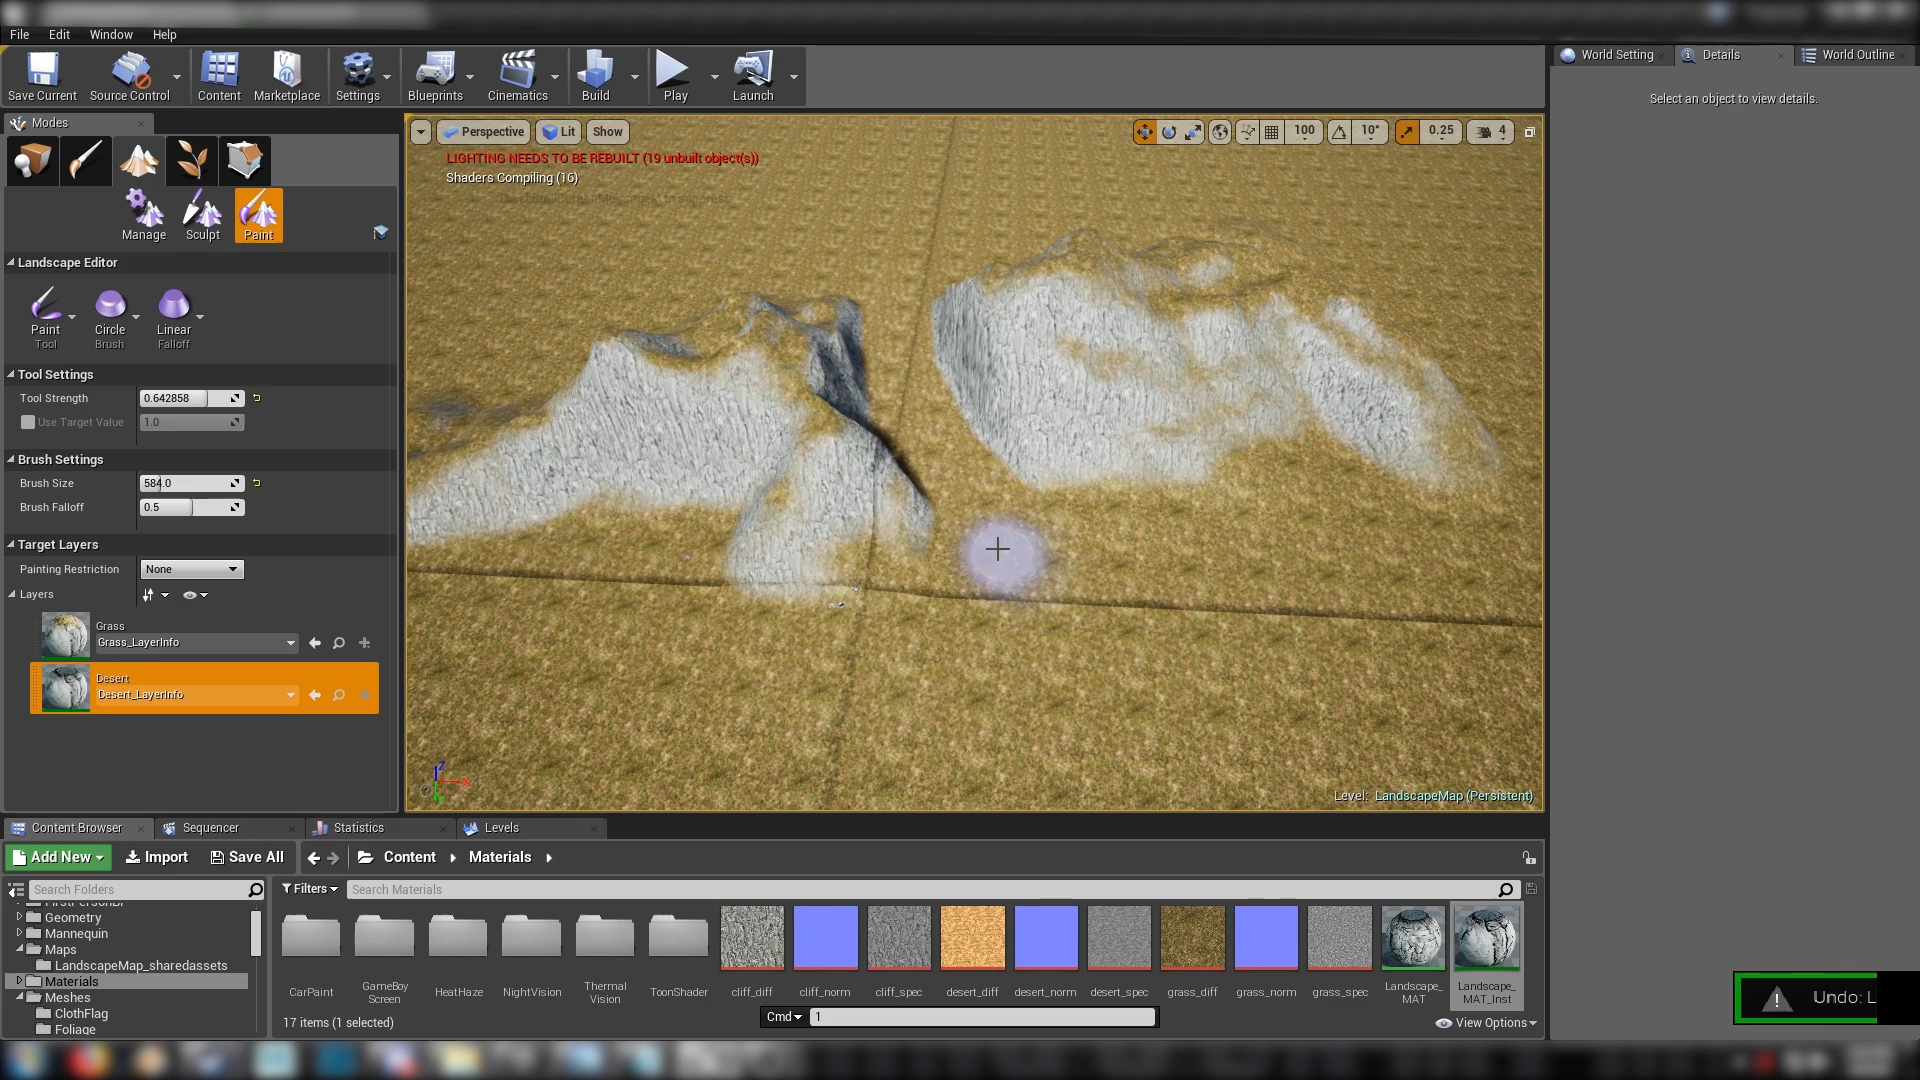 File Edit Window Help
Save Current Source Control Content Marketplace Settings Blueprints Cinematics Build Play Launch
World Setting Details World Outline
Select an object to view details.
Modes
Manage Sculpt Paint
Landscape Editor
Paint Circle Linear
Tool Brush Falloff
Tool Settings
Tool Strength 0.642858
Use Target Value 1.0
Brush Settings
Brush Size 584.0
Brush Falloff 0.5
Target Layers
Painting Restriction None
Layers
Grass
Grass_LayerInfo
Desert
Desert_LayerInfo
Perspective Lit Show 100 10° 0.25 4
LIGHTING NEEDS TO BE REBUILT (19 unbuilt object(s))
Shaders Compiling (16)
Z
X
Y
Level: LandscapeMap (Persistent)
Content Browser Sequencer Statistics Levels
Add New Import Save All Content Materials
Search Folders
Geometry
Mannequin
Maps
LandscapeMap_sharedassets
Materials
Meshes
ClothFlag
Foliage
Filters Search Materials
CarPaint
GameBoy
Screen
HeatHaze
NightVision
Thermal
Vision
ToonShader
cliff_diff
cliff_norm
cliff_spec
desert_diff
desert_norm
desert_spec
grass_diff
grass_norm
grass_spec
Landscape_
MAT
Landscape_
MAT_Inst
17 items (1 selected)
Cmd 1
View Options
Undo: L